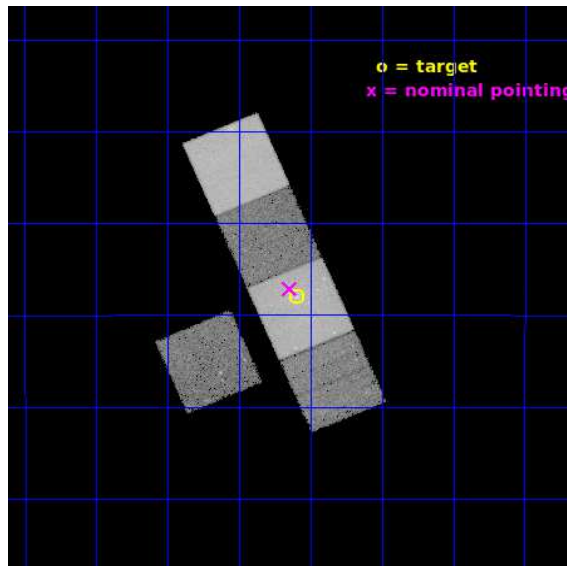 o = target
x = nominal pointing